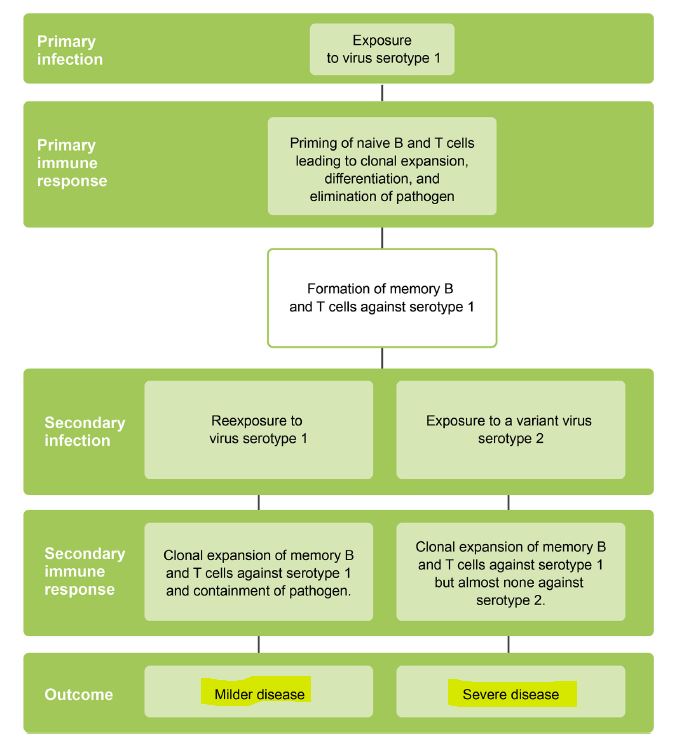 Primary
infection
Exposure
to virus serotype 1
Primary
immune
response
Priming of naive B and T cells
leading to clonal expansion,
differentiation, and
elimination of pathogen
Formation of memory B
and T cells against serotype 1
Secondary
infection
Reexposure to
virus serotype 1
Exposure to a variant virus
serotype 2
Secondary
immune
response
Clonal expansion of memory B
and T cells against serotype 1
and containment of pathogen.
Clonal expansion of memory B
and T cells against serotype 1
but almost none against
serotype 2.
Outcome
Milder disease
Severe disease